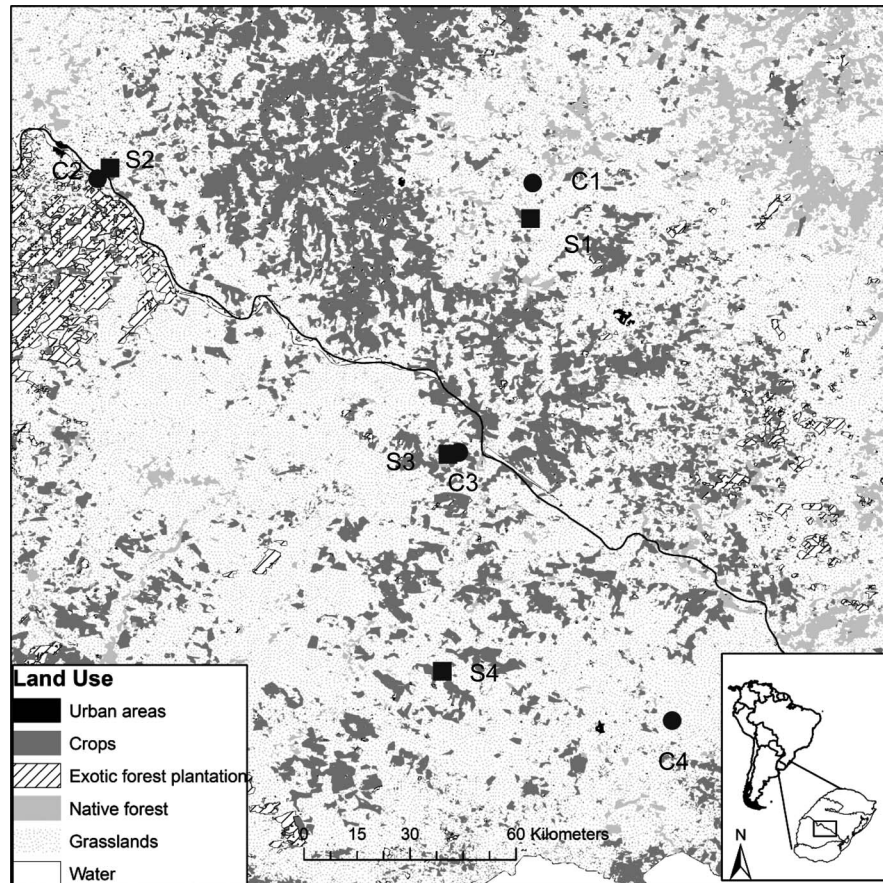 S2
C2
C1
S1
S3
C3
S4
C4
Land Use
Urban areas
Crops
Exotic forest plantation
Native forest
Grasslands
Water
0 15 30 60 Kilometers
N